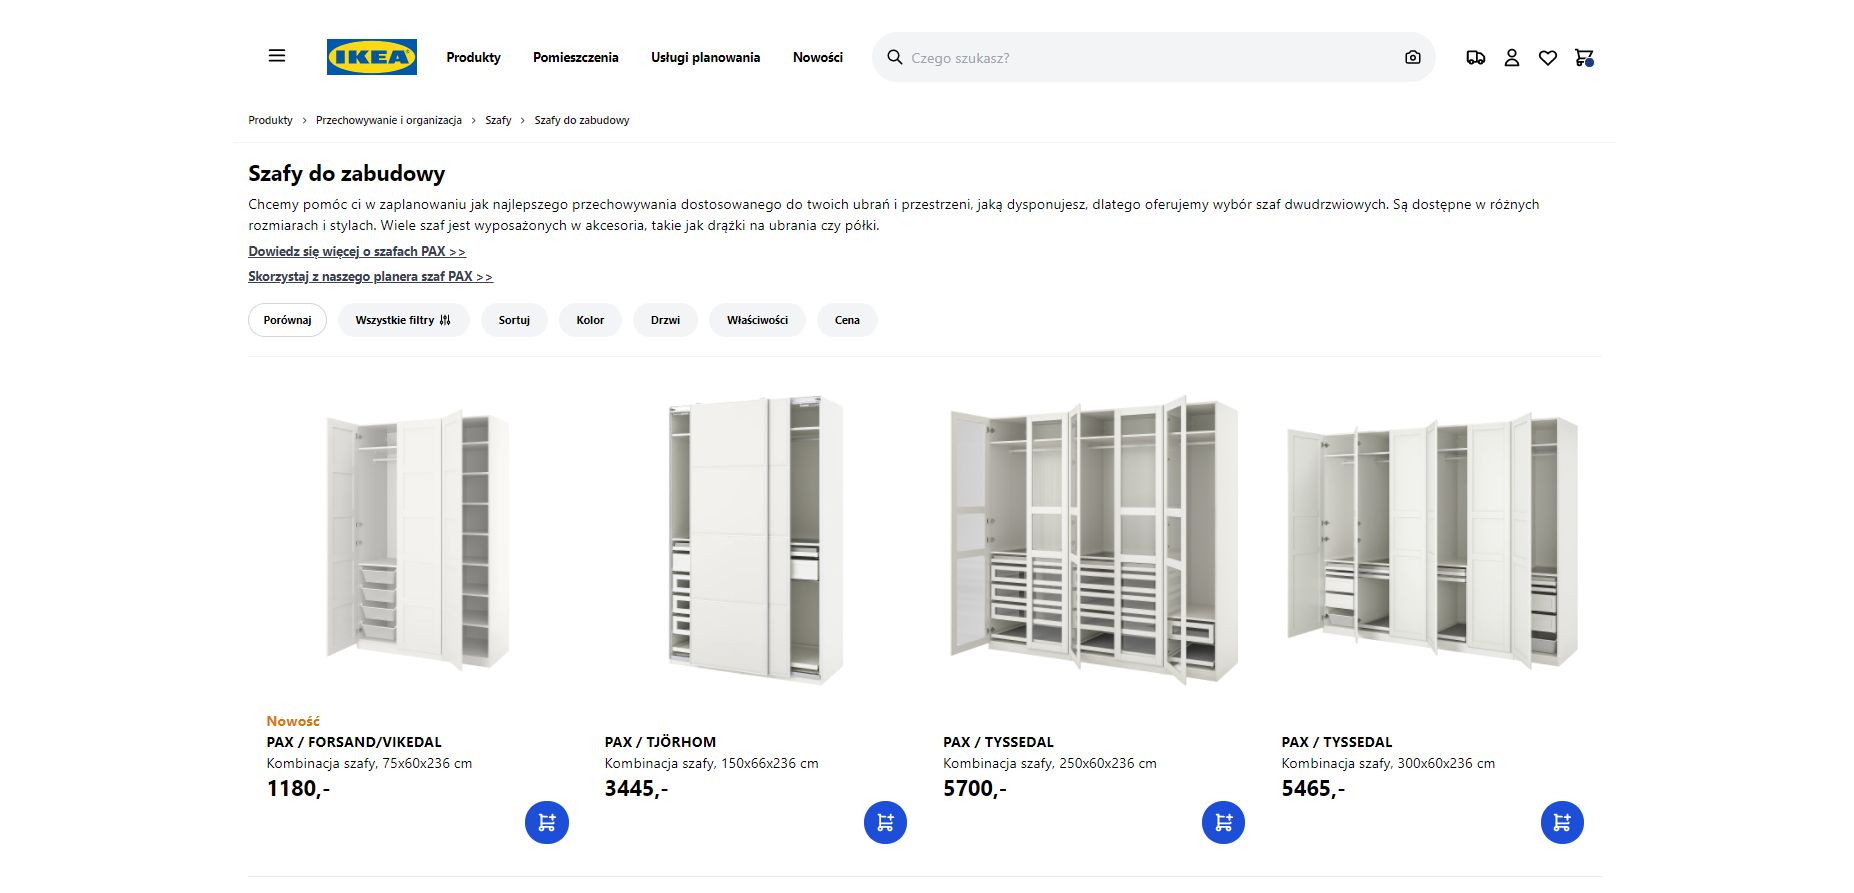 IKEA
Produkty
Pomieszczenia
Usługi planowania
Nowości
Czego szukasz?
Produkty > Przechowywanie i organizacja > Szafy > Szafy do zabudowy
Szafy do zabudowy
Chcemy pomóc ci w zaplanowaniu jak najlepszego przechowywania dostosowanego do twoich ubrań i przestrzeni, jaką dysponujesz, dlatego oferujemy wybór szaf dwudrzwiowych. Są dostępne w różnych
rozmiarach i stylach. Wiele szaf jest wyposażonych w akcesoria, takie jak drążki na ubrania czy półki.
Dowiedz się więcej o szafach PAX >>
Skorzystaj z naszego planera szaf PAX >>
Porównaj
Wszystkie filtry
Sortuj
Kolor
Drzwi
Właściwości
Cena
Nowość
PAX / FORSAND/VIKEDAL
Kombinacja szafy, 75x60x236 cm
1180,-
PAX / TJÖRHOM
Kombinacja szafy, 150x66x236 cm
3445,-
PAX / TYSSEDAL
Kombinacja szafy, 250x60x236 cm
5700,-
PAX / TYSSEDAL
Kombinacja szafy, 300x60x236 cm
5465,-